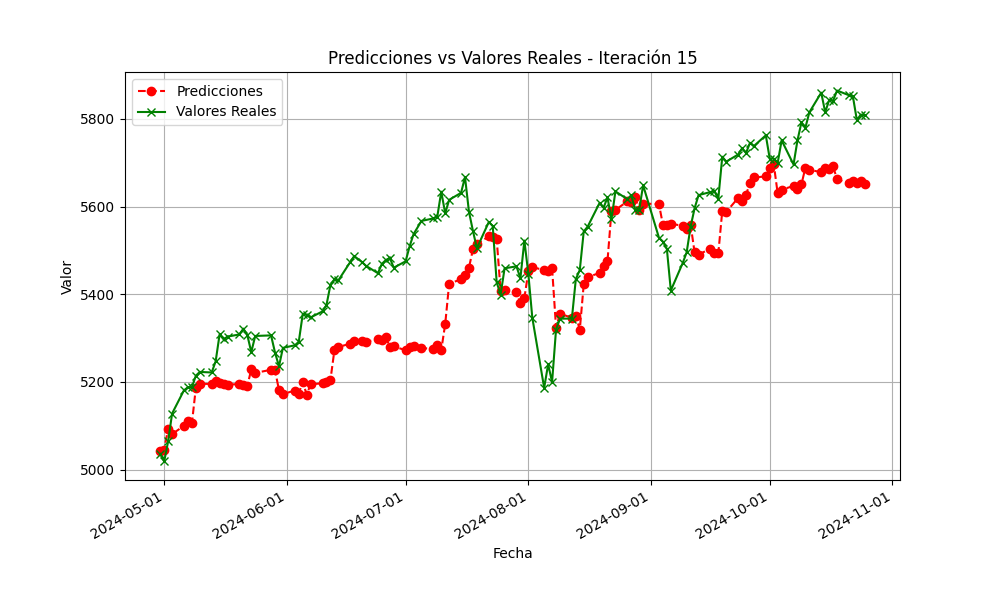 Predicciones vs Valores Reales - Iteración 15
Predicciones
Valores Reales
5800
5600
5400
5200
5000
Valor
2024-05-01
2024-06-01
2024-07-01
2024-08-01
2024-09-01
2024-10-01
2024-11-01
Fecha